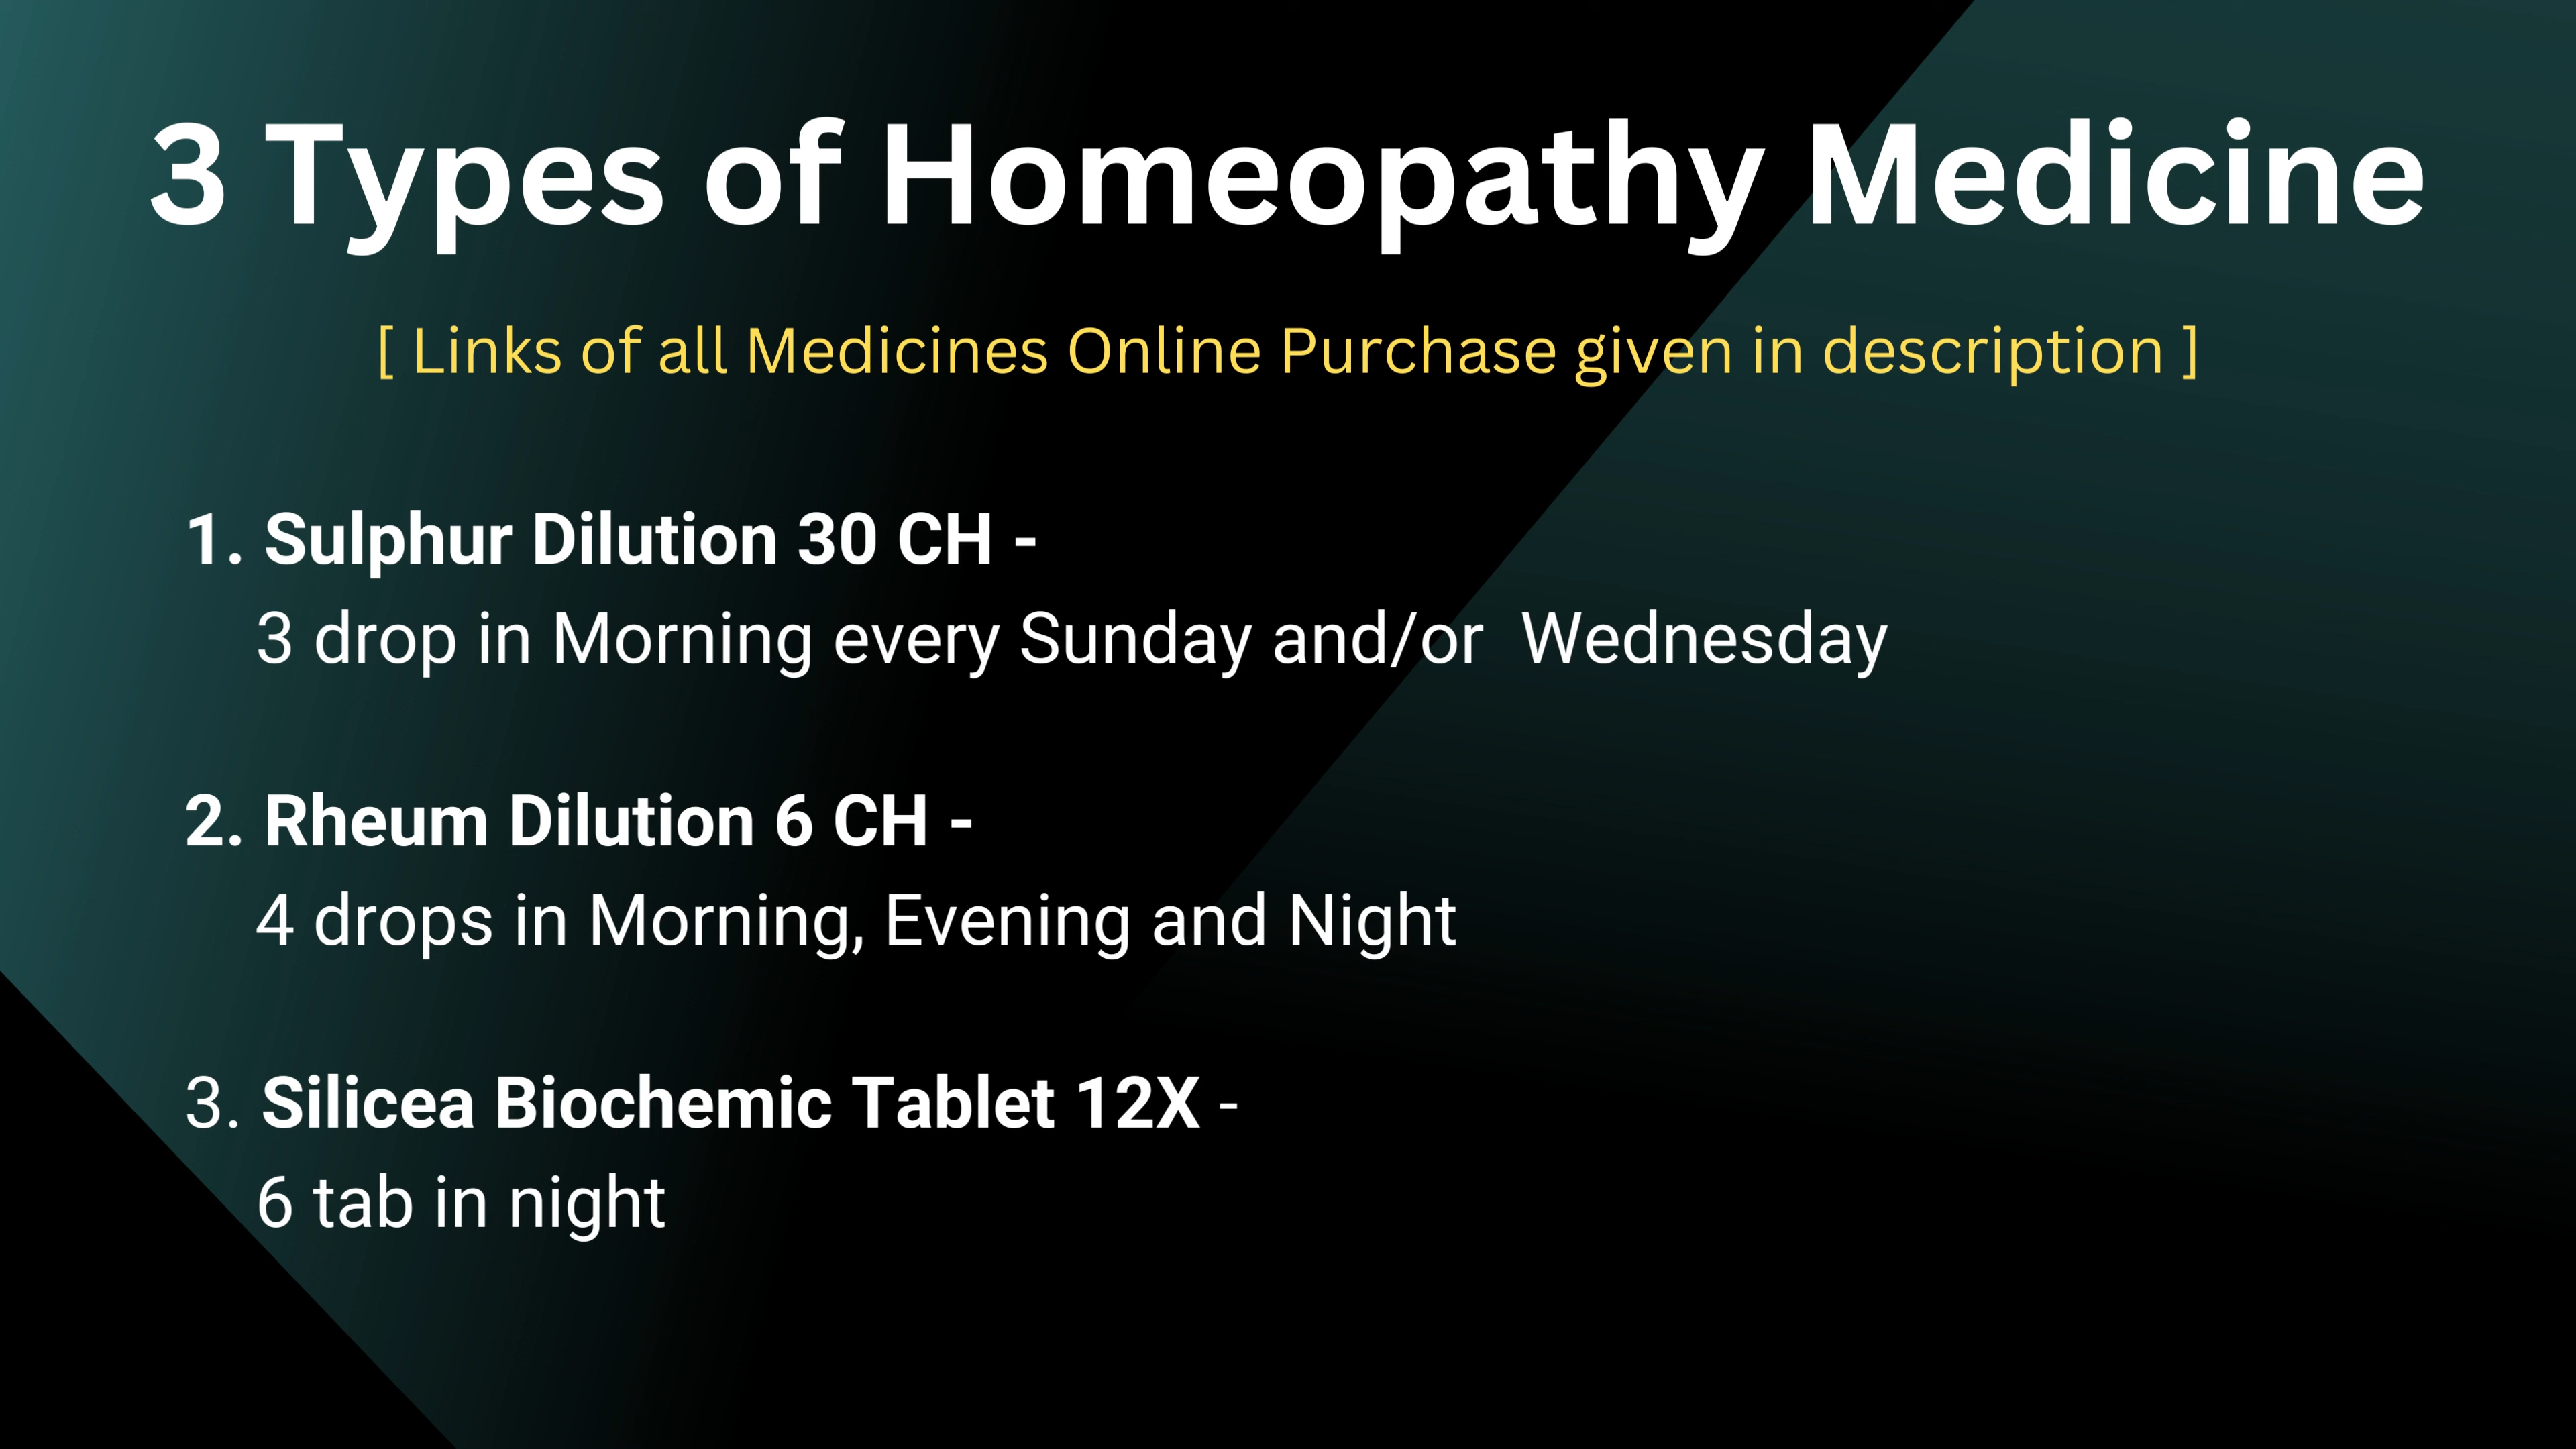 3 Types of Homeopathy Medicine
[ Links of all Medicines Online Purchase given in description ]
1. Sulphur Dilution 30 CH -
3 drop in Morning every Sunday and/or  Wednesday
2. Rheum Dilution 6 CH -
4 drops in Morning, Evening and Night
3. Silicea Biochemic Tablet 12X -
6 tab in night